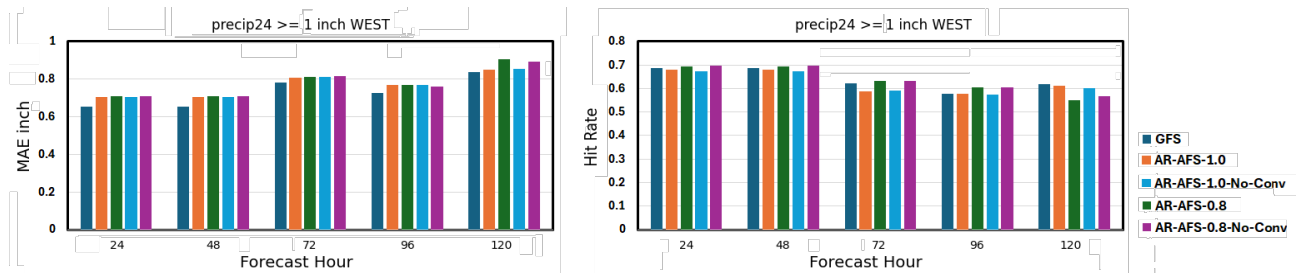 precip24 >= 1 inch WEST
MAE inch
1
0.8
0.6
0.4
0.2
0
24 48 72 96 120
Forecast Hour
precip24 >= 1 inch WEST
Hit Rate
0.8
0.7
0.6
0.5
0.4
0.3
0.2
0.1
0
24 48 72 96 120
Forecast Hour
GFS
AR-AFS-1.0
AR-AFS-1.0-No-Conv
AR-AFS-0.8
AR-AFS-0.8-No-Conv